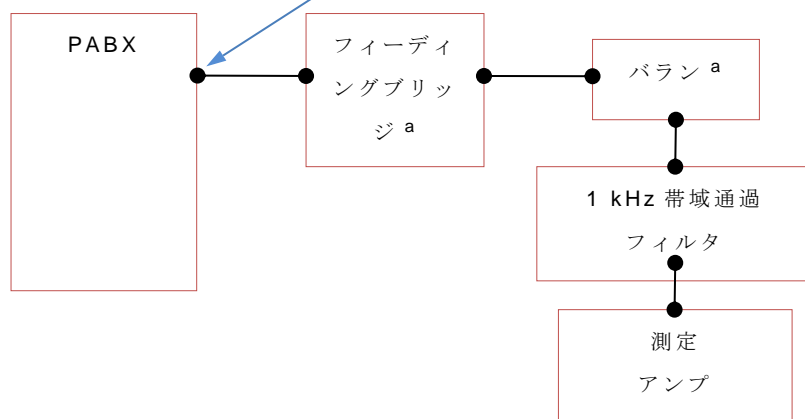 PABX
フィーディ
ングブリッ
ジ a
バラン a
1 kHz 帯域通過
フィルタ
測定
アンプ